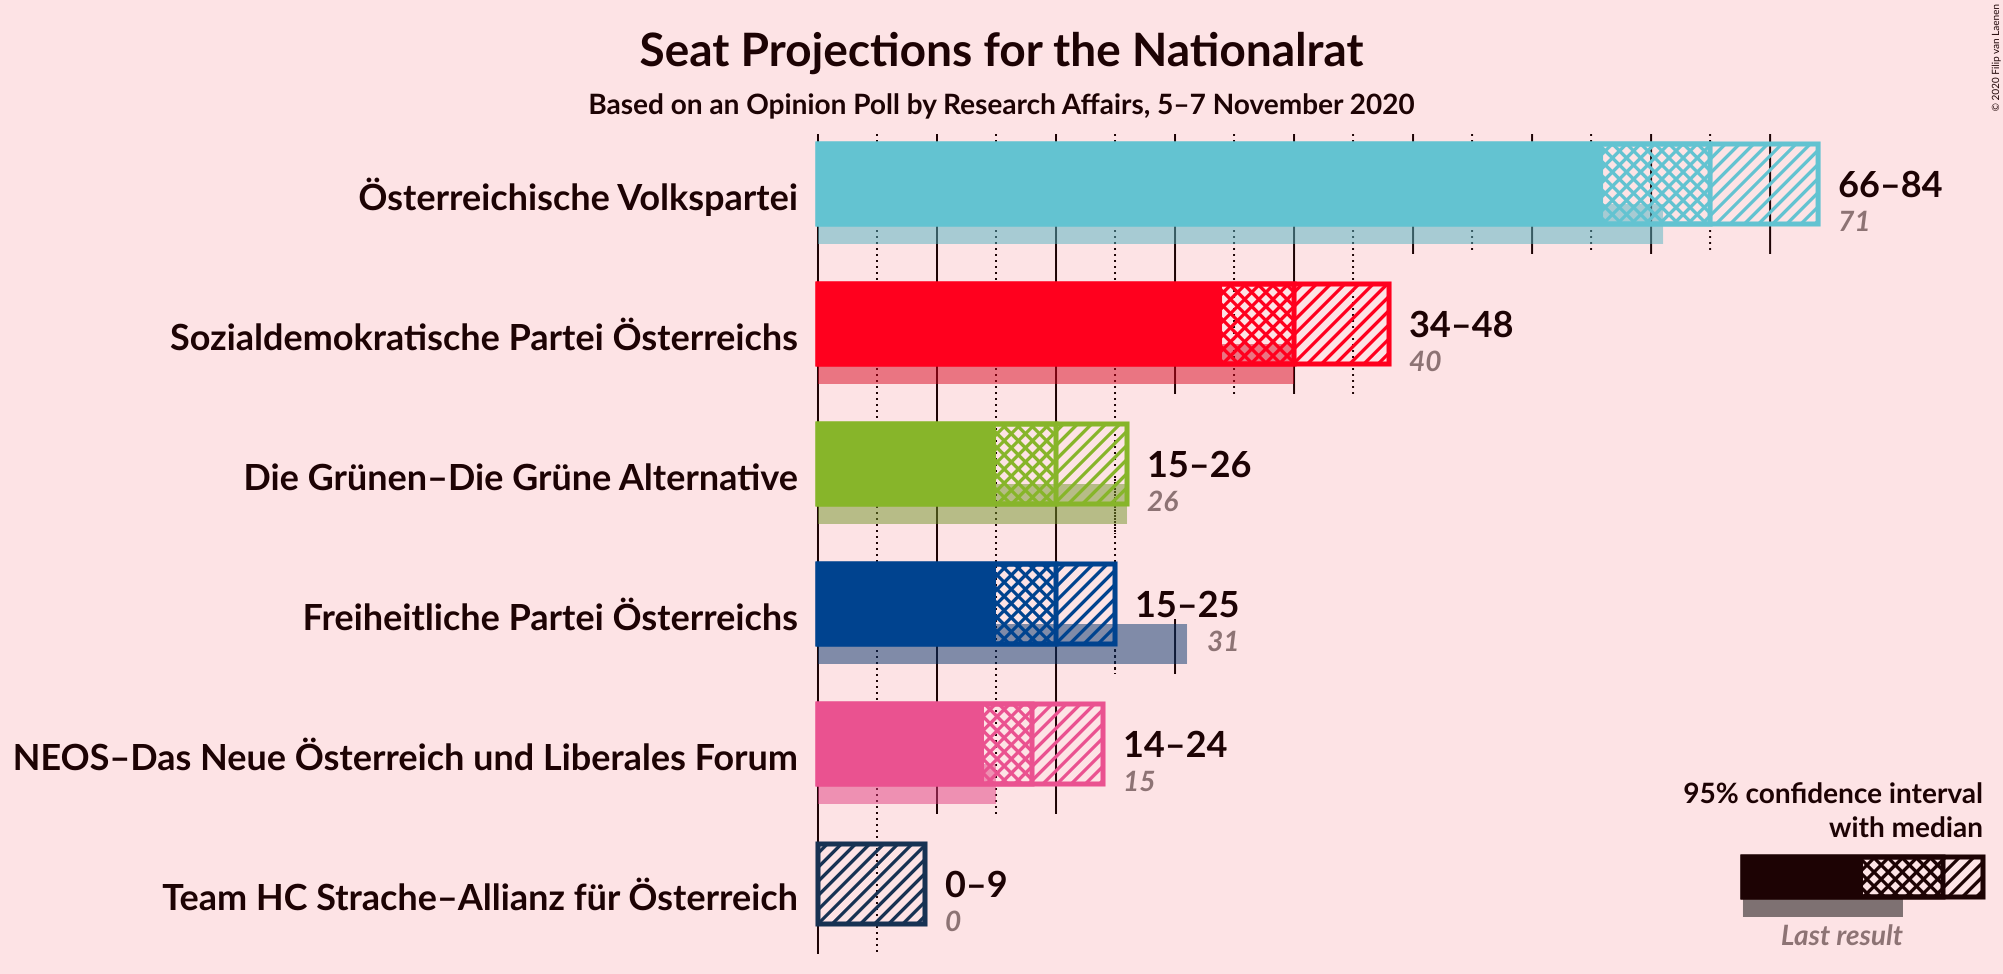 Seat Projections for the Nationalrat
Based on an Opinion Poll by Research Affairs, 5–7 November 2020
© 2020 Filip van Laenen
Österreichische Volkspartei
66–84
71
Sozialdemokratische Partei Österreichs
34–48
40
Die Grünen–Die Grüne Alternative
15–26
26
Freiheitliche Partei Österreichs
15–25
31
NEOS–Das Neue Österreich und Liberales Forum
14–24
15
Team HC Strache–Allianz für Österreich
0–9
0
95% confidence interval
with median
Last result